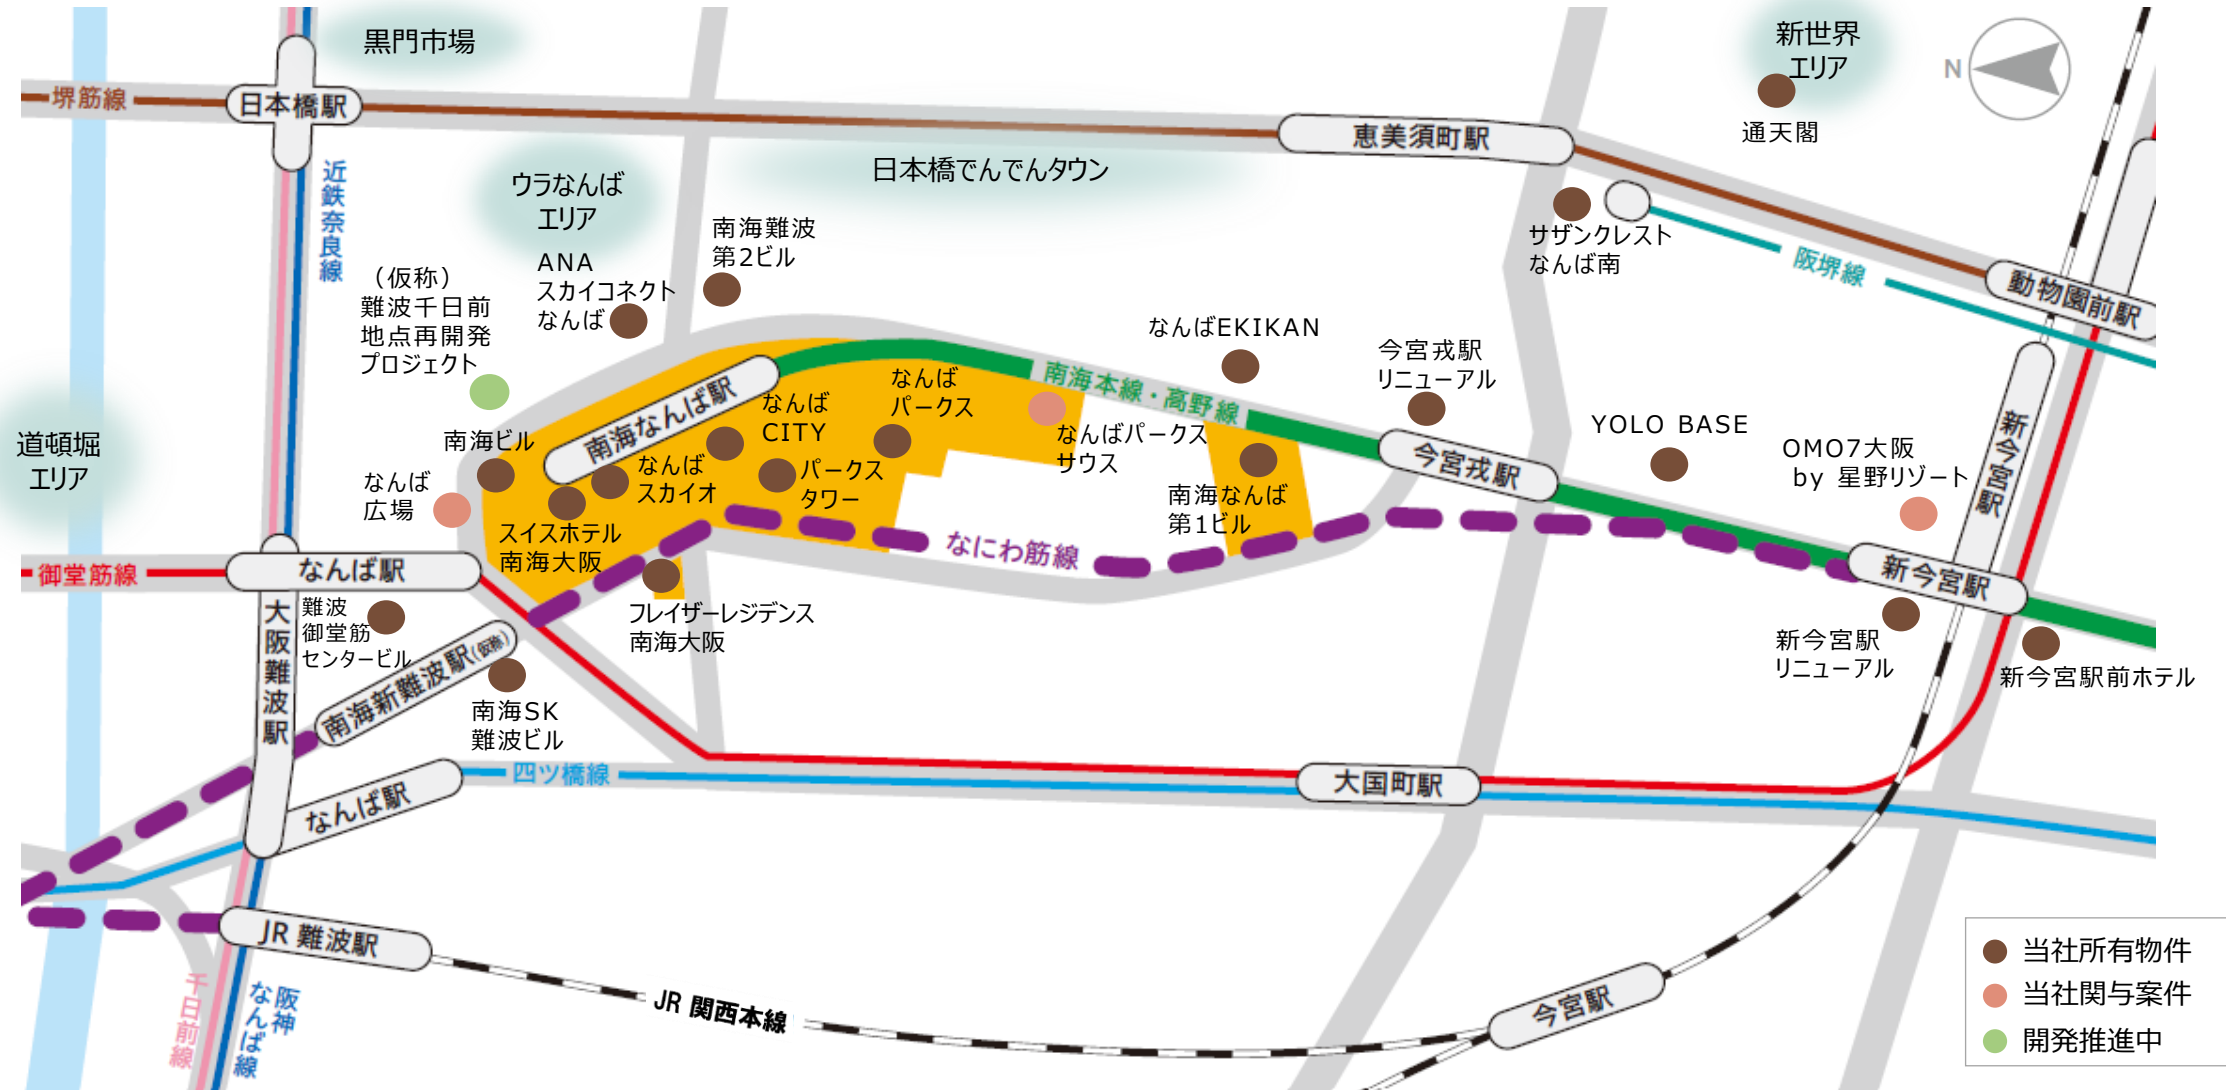 黒門市場
新世界
エリア
N
堺筋線
日本橋駅
恵美須町駅
通天閣
近鉄奈良線
ウラなんば
エリア
日本橋でんでんタウン
南海難波
第2ビル
サザンクレスト
なんば南
阪堺線
動物園前駅
(仮称)
難波千日前
地点再開発
プロジェクト
ANA
スカイコネクト
なんば
なんばEKIKAN
今宮戎駅
リニューアル
南海本線・高野線
南海なんば駅
なんば
パークス
なんば
CITY
なんばパークス
サウス
道頓堀
エリア
南海ビル
なんば
広場
なんば
スカイオ
パークス
タワー
スイスホテル
南海大阪
南海なんば
第1ビル
今宮戎駅
YOLO BASE
OMO7大阪
by 星野リゾート
新今宮駅
なにわ筋線
御堂筋線
なんば駅
新今宮駅
難波
御堂筋
センタービル
大阪難波駅
南海新難波駅(仮称)
フレイザーレジデンス
南海大阪
新今宮駅
リニューアル
新今宮駅前ホテル
南海SK
難波ビル
四ツ橋線
なんば駅
大国町駅
JR 難波駅
千日前線
阪神
なんば線
JR 関西本線
今宮駅
当社所有物件
当社関与案件
開発推進中